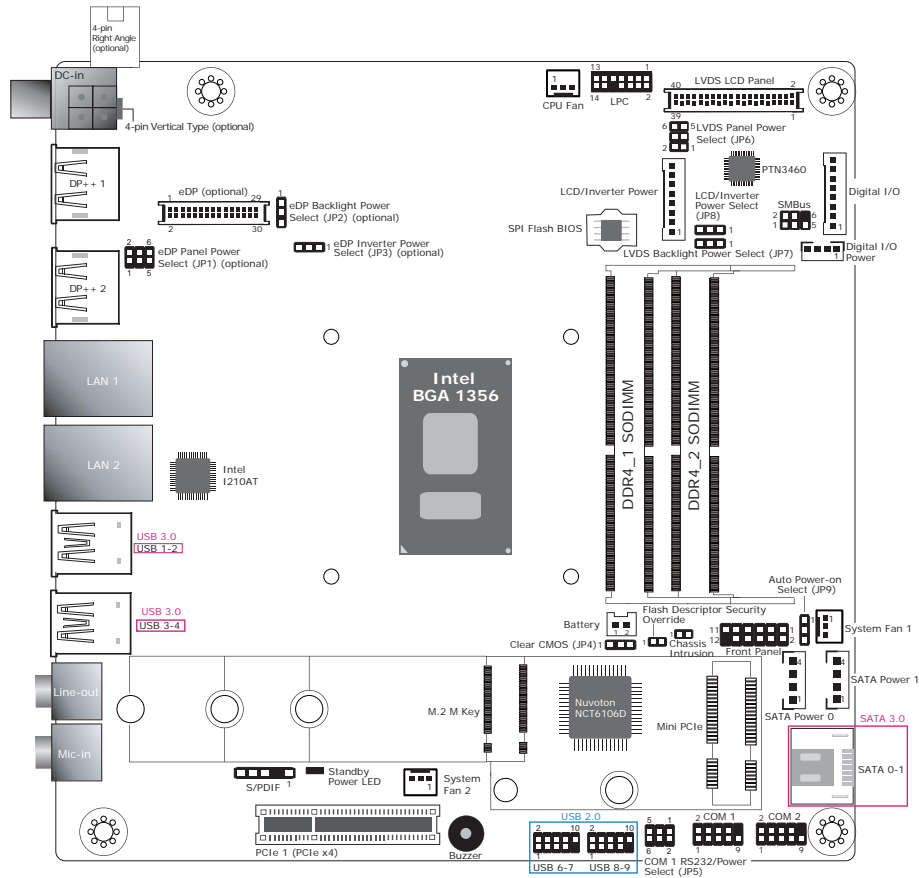 4-pin
Right Angle
(optional)
DC-in
4-pin Vertical Type (optional)
13
1
CPU Fan
14
LPC
2
1
40
LVDS LCD Panel
2
39
1
6
5
LVDS Panel Power
Select (JP6)
2
1
PTN3460
DP++ 1
eDP (optional)
1
29
2
30
1
eDP Backlight Power
Select (JP2) (optional)
LCD/Inverter Power
1
LCD/Inverter
Power Select
(JP8)
1
SMBus
2
6
1
5
Digital I/O
1
SPI Flash BIOS
1
LVDS Backlight Power Select (JP7)
Digital I/O
Power
1
2
6
eDP Panel Power
Select (JP1) (optional)
1
5
1
eDP Inverter Power
Select (JP3) (optional)
DP++ 2
LAN 1
Intel
BGA 1356
DDR4_1 SODIMM
DDR4_2 SODIMM
LAN 2
Intel
I210AT
USB 3.0
USB 1-2
USB 3.0
USB 3-4
Auto Power-on
Select (JP9)
Battery
1 2
Flash Descriptor Security
Override
1
1
Clear CMOS (JP4)
1
Chassis
Intrusion
11
1
12
2
Front Panel
1
1
System Fan 1
Line-out
M.2 M Key
Nuvoton
NCT6106D
Mini PCIe
4
1
SATA Power 0
4
1
SATA Power 1
Mic-in
SATA 3.0
SATA 0-1
S/PDIF
1
Standby
Power LED
1
System
Fan 2
PCIe 1 (PCIe x4)
Buzzer
USB 2.0
2
10
1
9
USB 6-7
2
10
1
9
USB 8-9
5
1
6
2
COM 1 RS232/Power
Select (JP5)
COM 1
2
1
9
COM 2
2
1
9